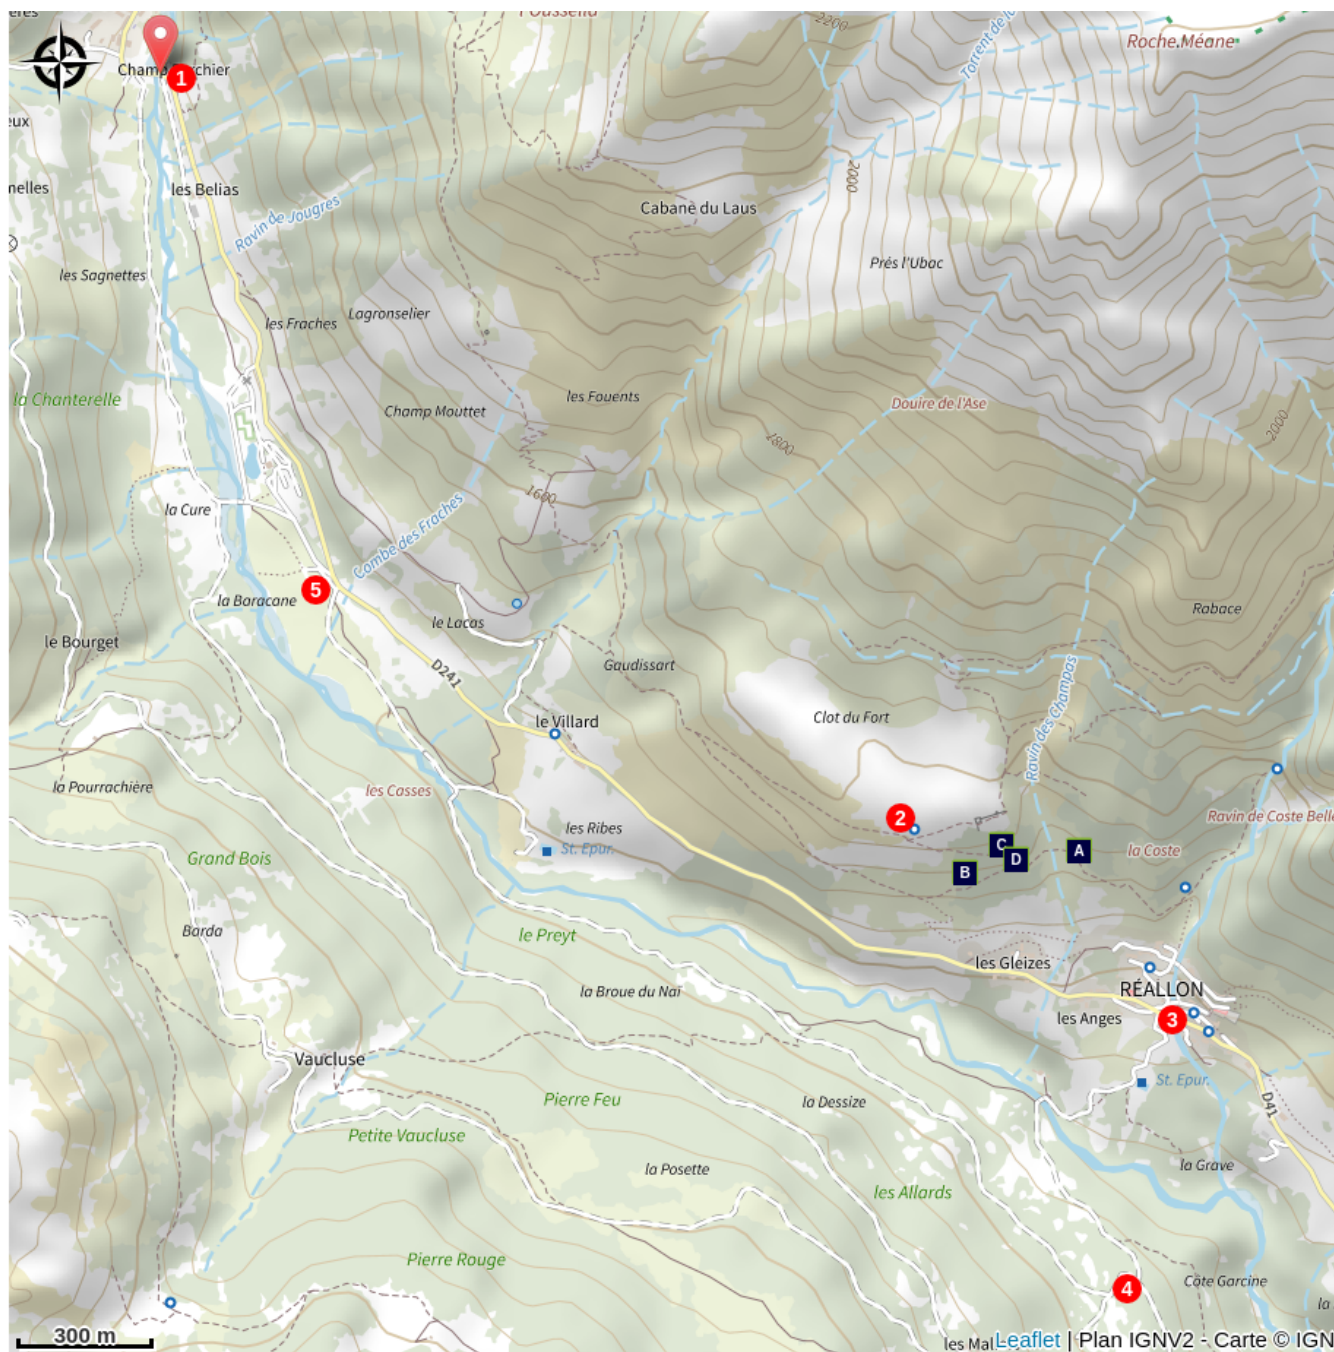 2200
Torrent de
Roche Méane
Champ
1
les Belias
Ravin de Jougres
Cabane du Laus
2000
Prés l'Ubac
les Sagnettes
les Fraches
Lagronselier
la Chanterelle
Champ Mouttet
les Fouents
Douire de l'Ase
1800
2000
la Cure
1600
Combe des Fraches
5
la Baracane
le Lacas
Rabace
le Bourget
D241
Gaudissart
le Villard
Clot du Fort
Ravin des Champas
la Pourrachière
les Casses
2
les Ribes
St. Epur.
Ravin de Coste Belle
C
D
A
B
la Coste
Grand Bois
Barda
le Preyt
les Gleizes
la Broue du Naï
RÉALLON
3
les Anges
Vaucluse
St. Epur.
Pierre Feu
la Dessize
D41
Petite Vaucluse
la Posette
la Grave
les Allards
Pierre Rouge
4
Côte Garcine
la
300 m
les Mal
Leaflet | Plan IGNV2 - Carte © IGN